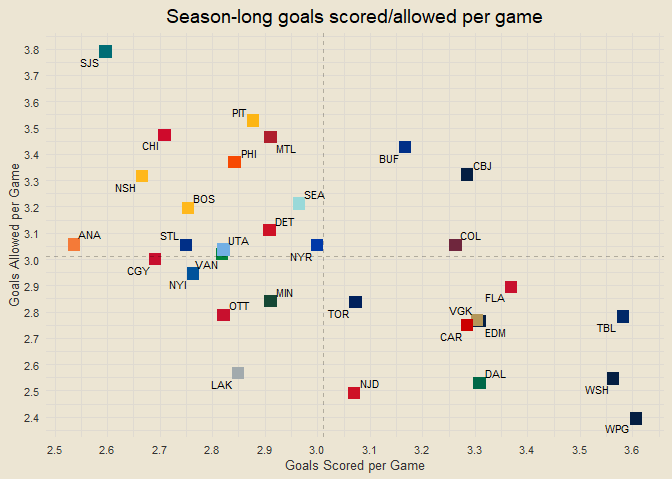 Season-long goals scored/allowed per game
Goals Allowed per Game
3.8
3.7
3.6
3.5
3.4
3.3
3.2
3.1
3.0
2.9
2.8
2.7
2.6
2.5
2.4
SJS
PIT
CHI
MTL
PHI
BUF
CBJ
NSH
BOS
SEA
ANA
STL
UTA
DET
NYR
COL
CGY
VAN
NYI
MIN
OTT
TOR
FLA
VGK
EDM
CAR
TBL
LAK
NJD
DAL
WSH
WPG
2.5 2.6 2.7 2.8 2.9 3.0 3.1 3.2 3.3 3.4 3.5 3.6
Goals Scored per Game